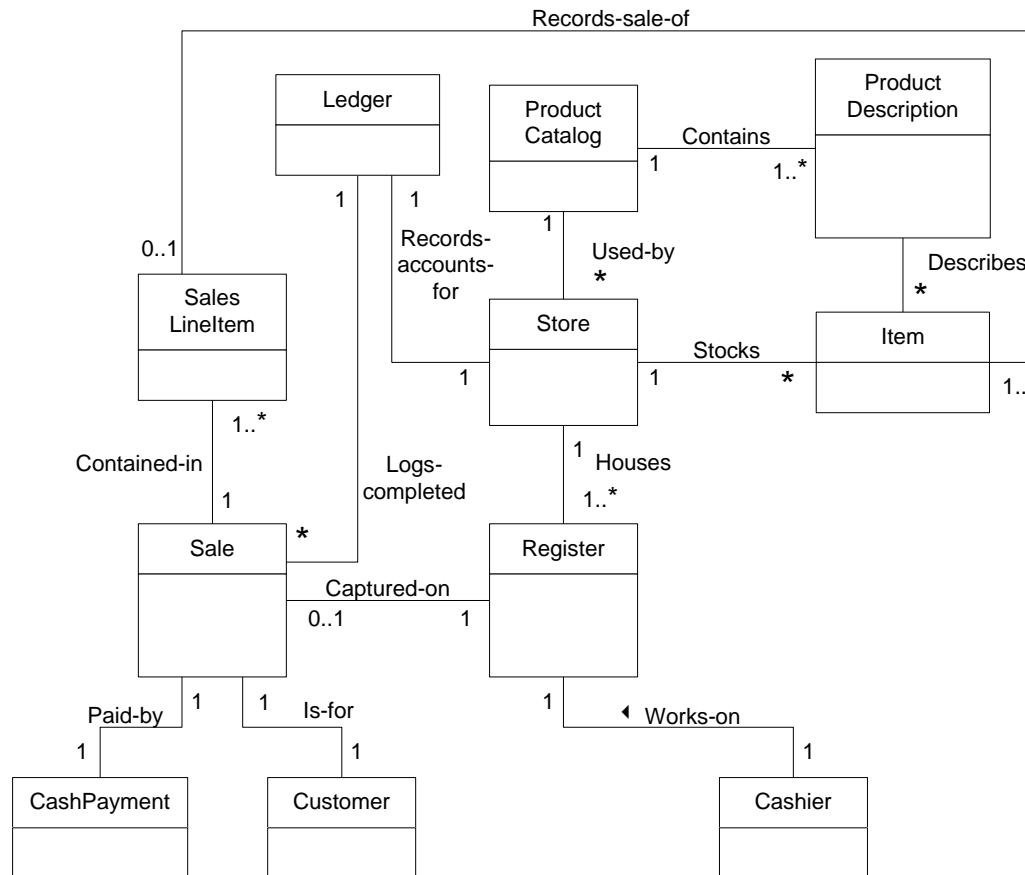 Records-sale-of
Ledger
Product
Catalog
Product
Description
Contains
1
1..*
1
1
1
0..1
Records-
accounts-
for
Used-by
*
Describes
*
Sales
LineItem
Store
Item
Stocks
1
1
*
1..
1..*
Contained-in
1
Logs-
completed
*
1
Houses
1..*
Sale
Register
Captured-on
0..1
1
1
1
1
Paid-by
Is-for
Works-on
1
1
1
CashPayment
Customer
Cashier